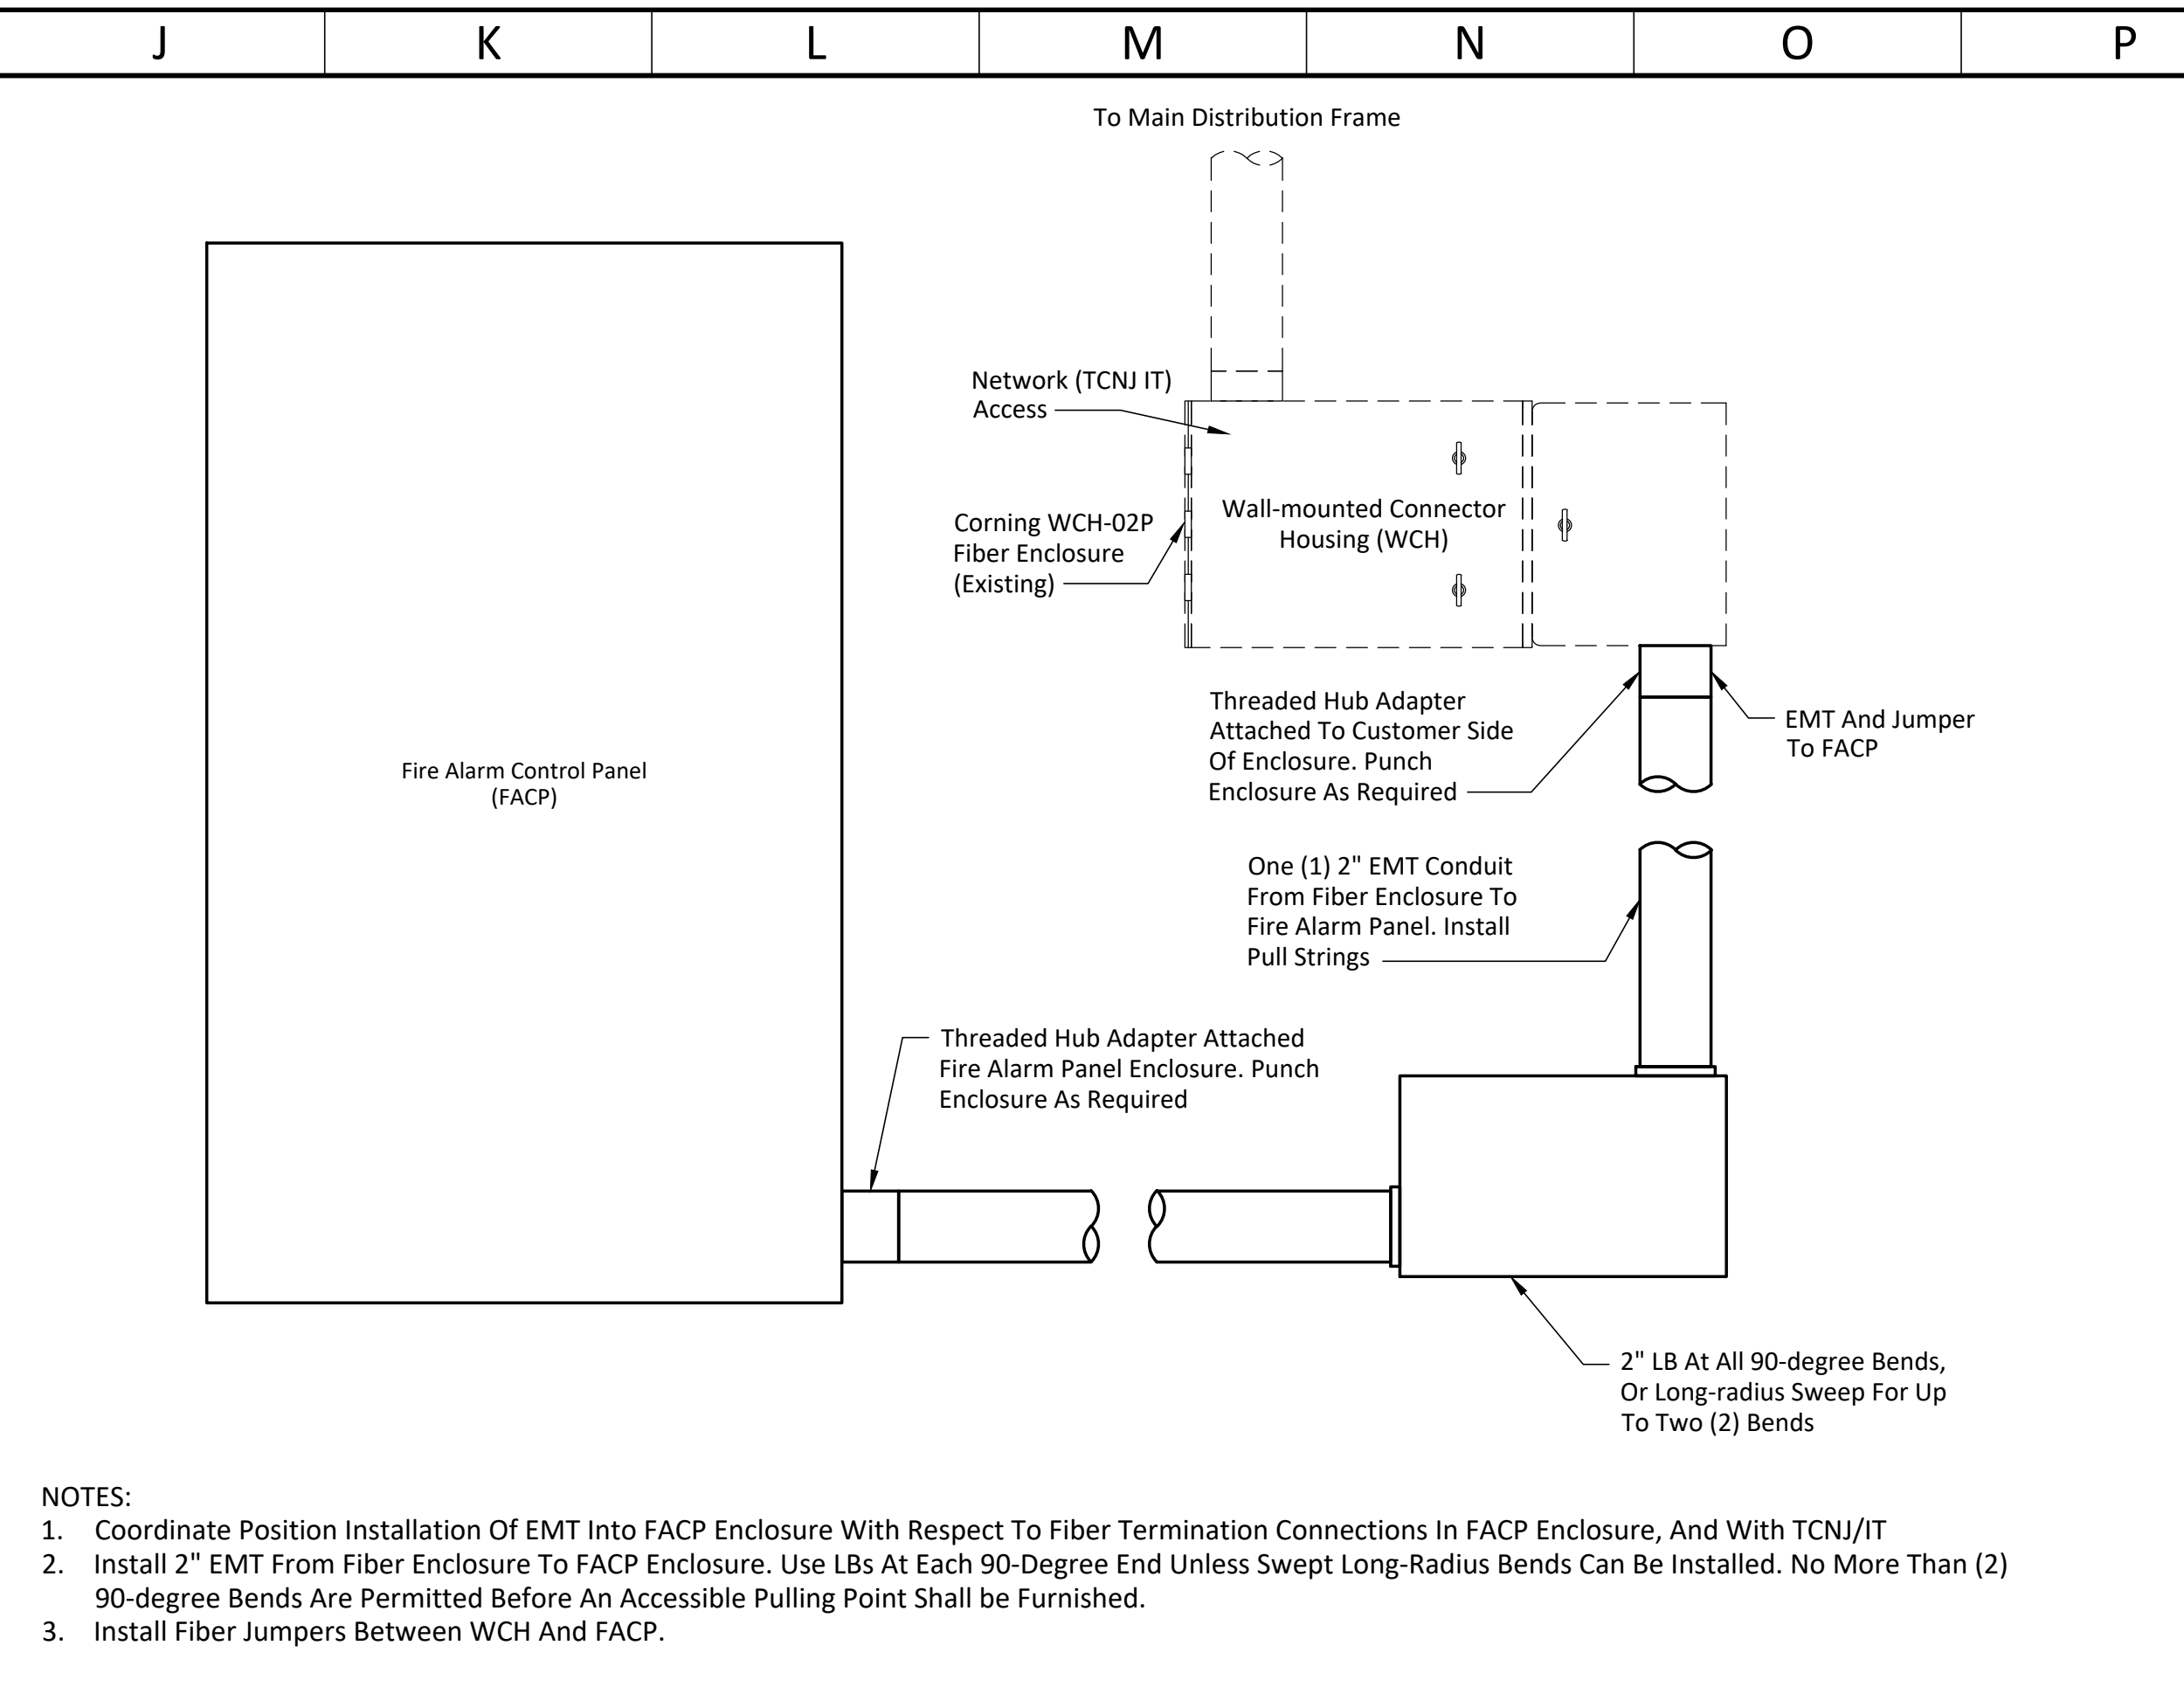 J K L M N O P
To Main Distribution Frame
Network (TCNJ IT)
Access
Corning WCH-02P
Fiber Enclosure
(Existing)
Wall-mounted Connector
Housing (WCH)
Threaded Hub Adapter
Attached To Customer Side
Of Enclosure. Punch
Enclosure As Required
EMT And Jumper
To FACP
Fire Alarm Control Panel
(FACP)
One (1) 2" EMT Conduit
From Fiber Enclosure To
Fire Alarm Panel. Install
Pull Strings
Threaded Hub Adapter Attached
Fire Alarm Panel Enclosure. Punch
Enclosure As Required
2" LB At All 90-degree Bends,
Or Long-radius Sweep For Up
To Two (2) Bends
NOTES:
1. Coordinate Position Installation Of EMT Into FACP Enclosure With Respect To Fiber Termination Connections In FACP Enclosure, And With TCNJ/IT
2. Install 2" EMT From Fiber Enclosure To FACP Enclosure. Use LBs At Each 90-Degree End Unless Swept Long-Radius Bends Can Be Installed. No More Than (2)
90-degree Bends Are Permitted Before An Accessible Pulling Point Shall be Furnished.
3. Install Fiber Jumpers Between WCH And FACP.